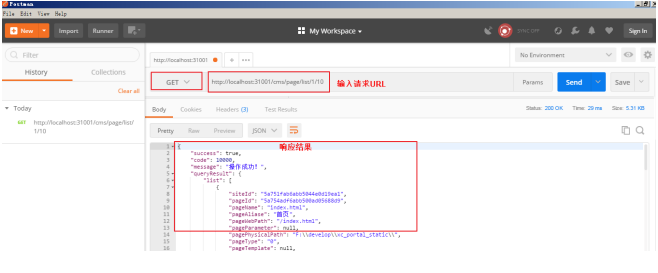 Postman
File Edit View Help
New Import Runner My Workspace SYNC OFF Sign In
Filter
History Collections
Clear all
Today
GET http://localhost:31001/cms/page/list/
1/10
http://localhost:31001 + ···
No Environment
GET http://localhost:31001/cms/page/list/1/10 输入请求URL Params Send Save
Body Cookies Headers (3) Test Results Status: 200 OK Time: 29 ms Size: 5.31 KB
Pretty Raw Preview JSON
响应结果
1 {
2 "success": true,
3 "code": 10000,
4 "message": "操作成功！",
5 "queryResult": {
6 "list": [
7 {
8 "siteId": "5a751fab6abb5044e0d19ea1",
9 "pageId": "5a754adf6abb500ad05688d9",
10 "pageName": "index.html",
11 "pageAliase": "首页",
12 "pageWebPath": "/index.html",
13 "pageParameter": null,
14 "pagePhysicalPath": "F:\\develop\\xc_portal_static\\",
15 "pageType": "0",
16 "pageTemplate": null,